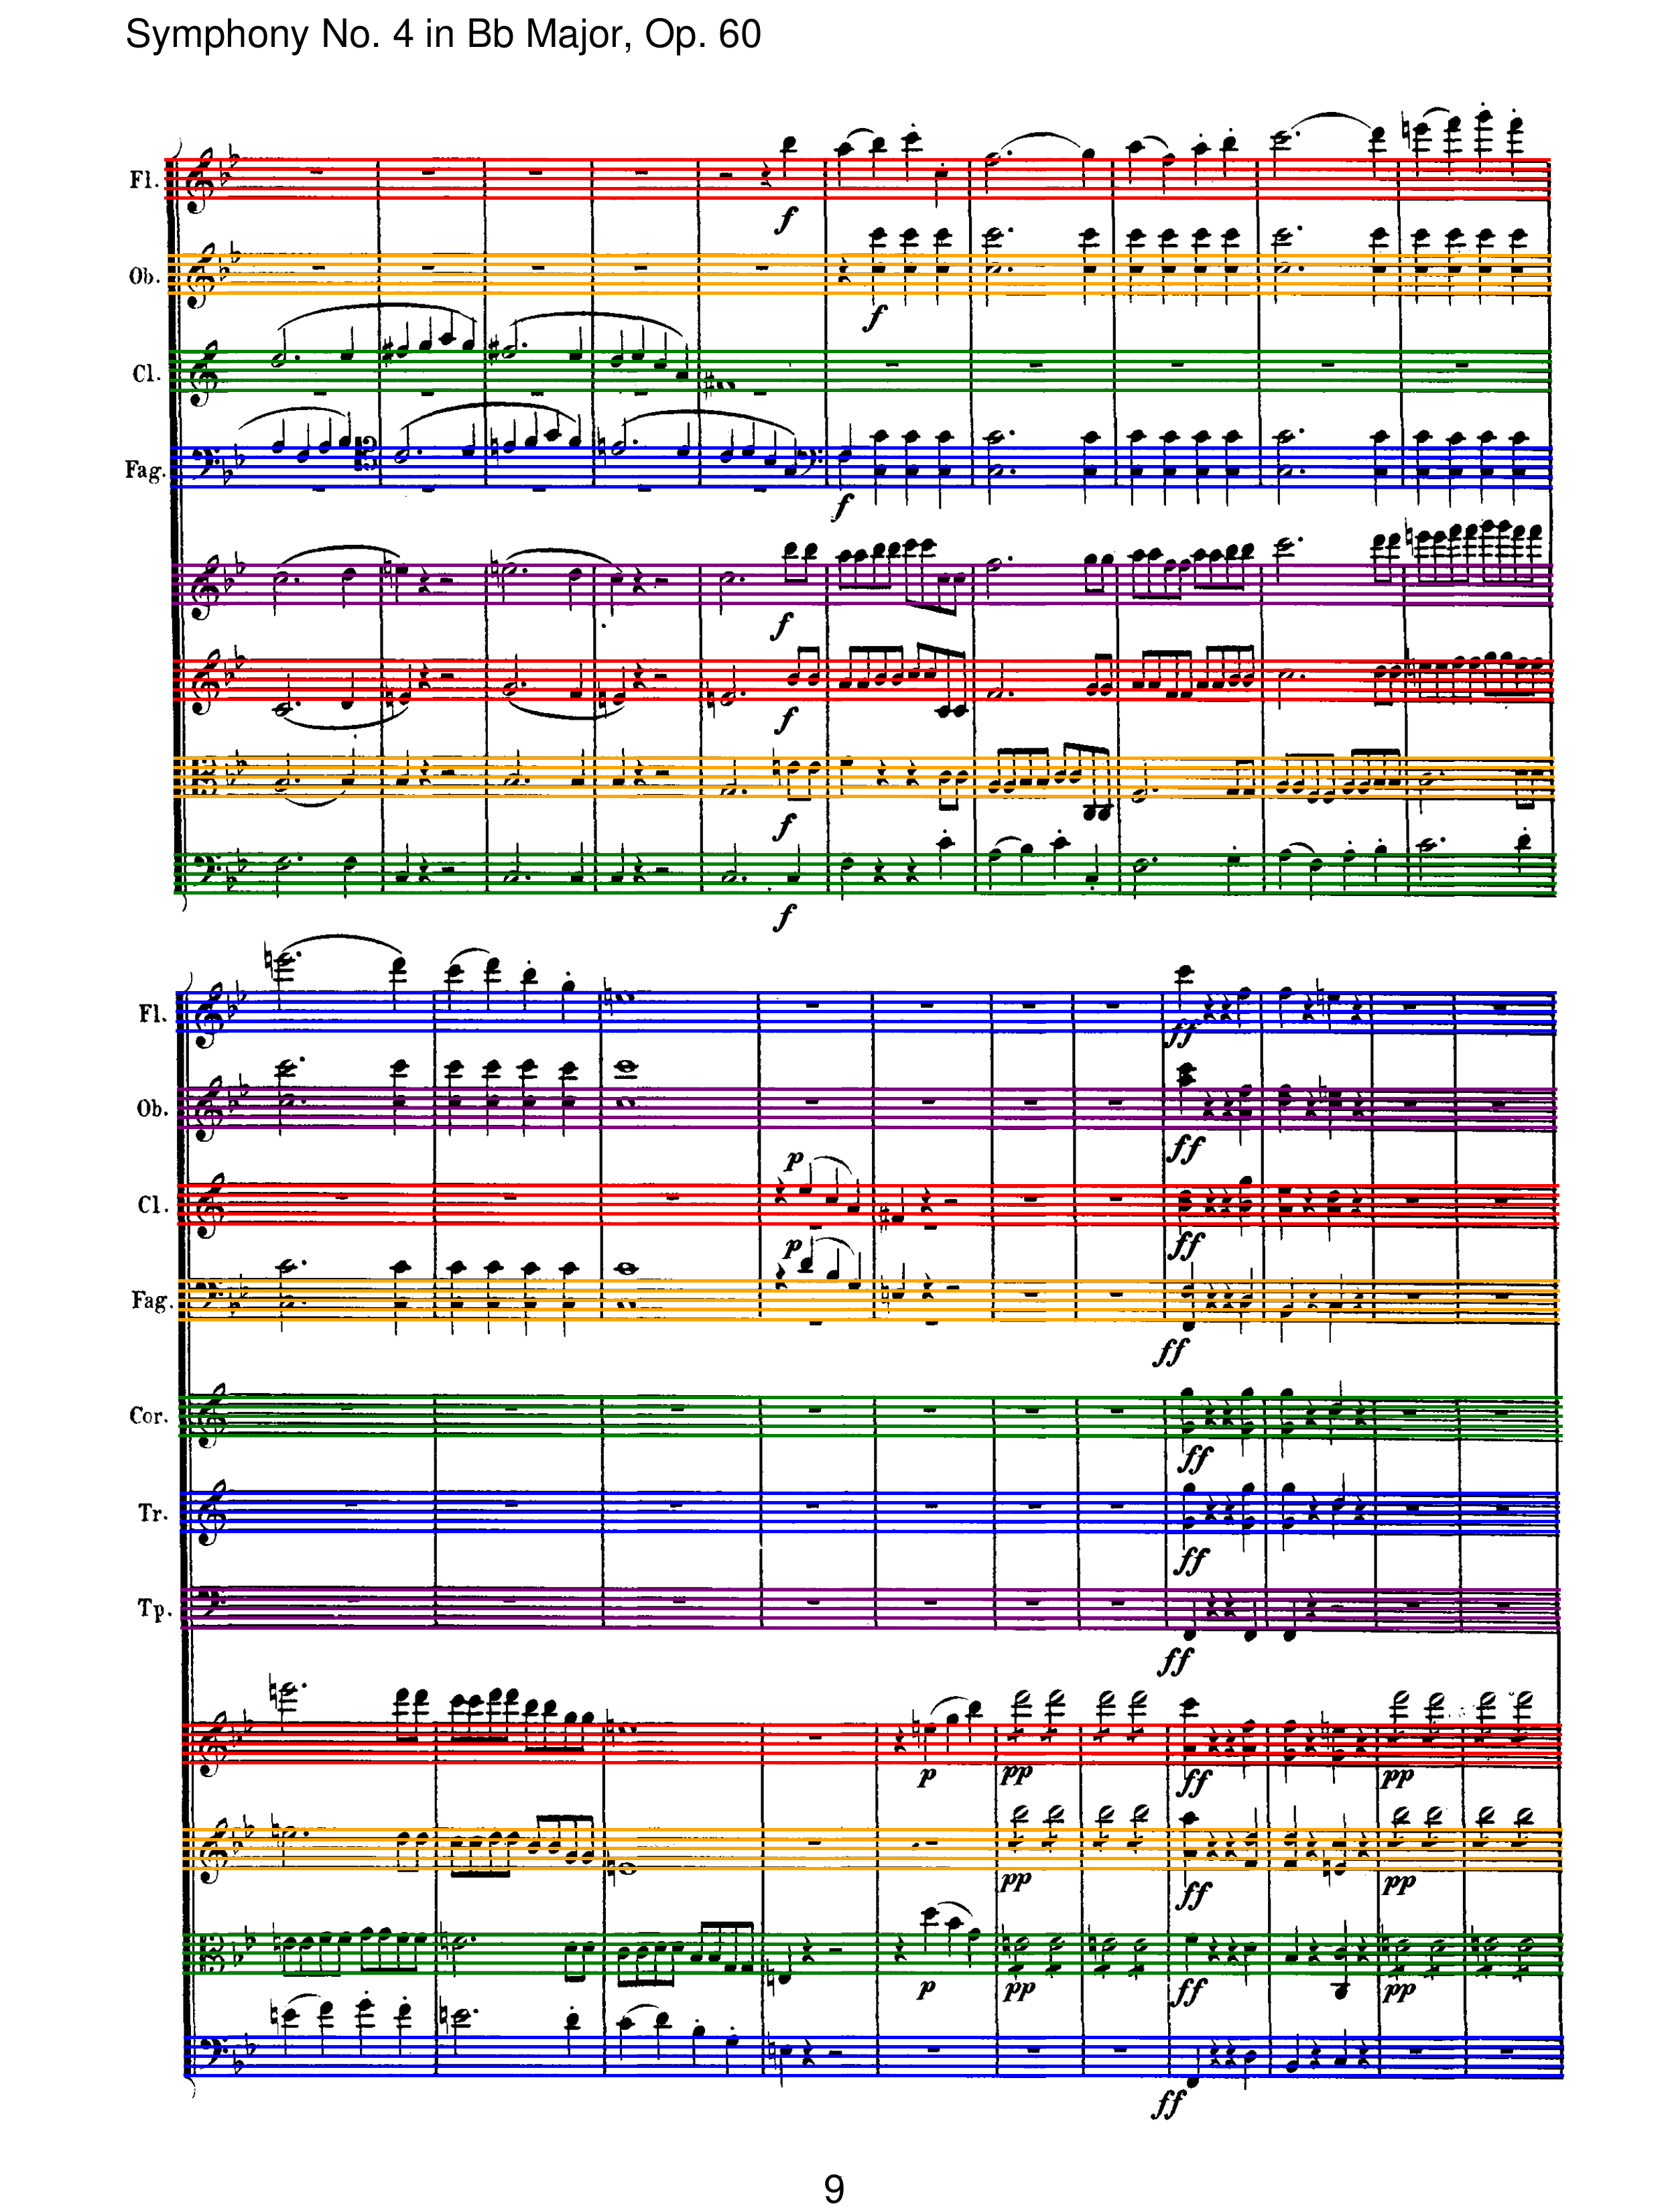 Symphony No. 4 in Bb Major, Op. 60
Fl.
f
Ob.
f
Cl.
Fag.
f
f
f
f
f
Fl.
ff
Ob.
ff
p
Cl.
ff
p
Fag.
ff
Cor.
ff
Tr.
ff
Tp.
ff
p pp ff pp
pp ff pp
p pp ff pp
ff
9